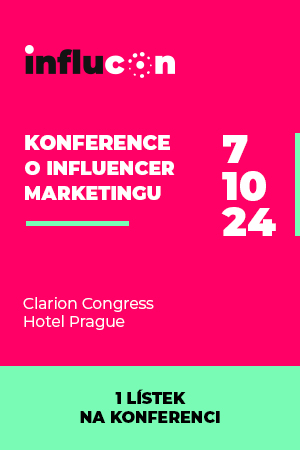 influcon
KONFERENCE
O INFLUENCER
MARKETINGU
7
10
24
Clarion Congress
Hotel Prague
1 LÍSTEK
NA KONFERENCI